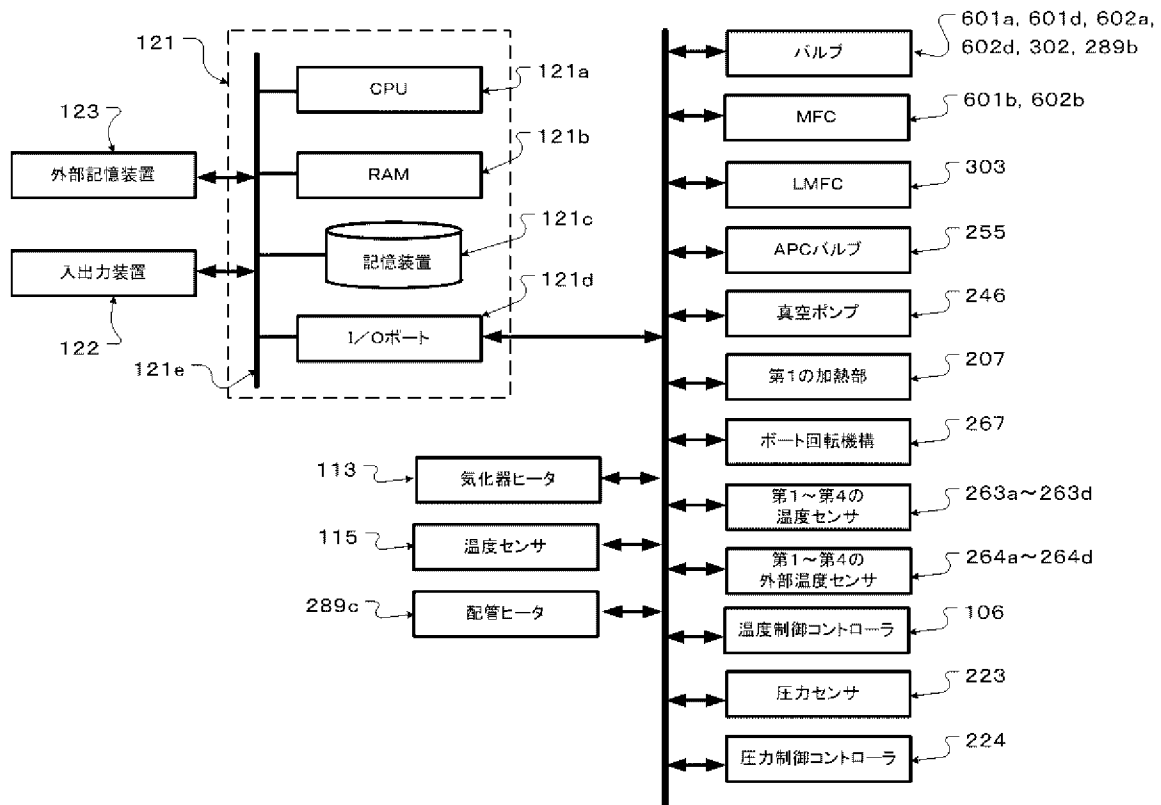 121
123
外部記憶装置
入出力装置
122
121e
CPU
121a
RAM
121b
記憶装置
121c
I/Oポート
121d
113
気化器ヒータ
115
温度センサ
289c
配管ヒータ
バルブ
601a, 601d, 602a,
602d, 302, 289b
MFC
601b, 602b
LMFC
303
APCバルブ
255
真空ポンプ
246
第1の加熱部
207
ボート回転機構
267
第1～第4の
温度センサ
263a～263d
第1～第4の
外部温度センサ
264a～264d
温度制御コントローラ
106
圧力センサ
223
圧力制御コントローラ
224